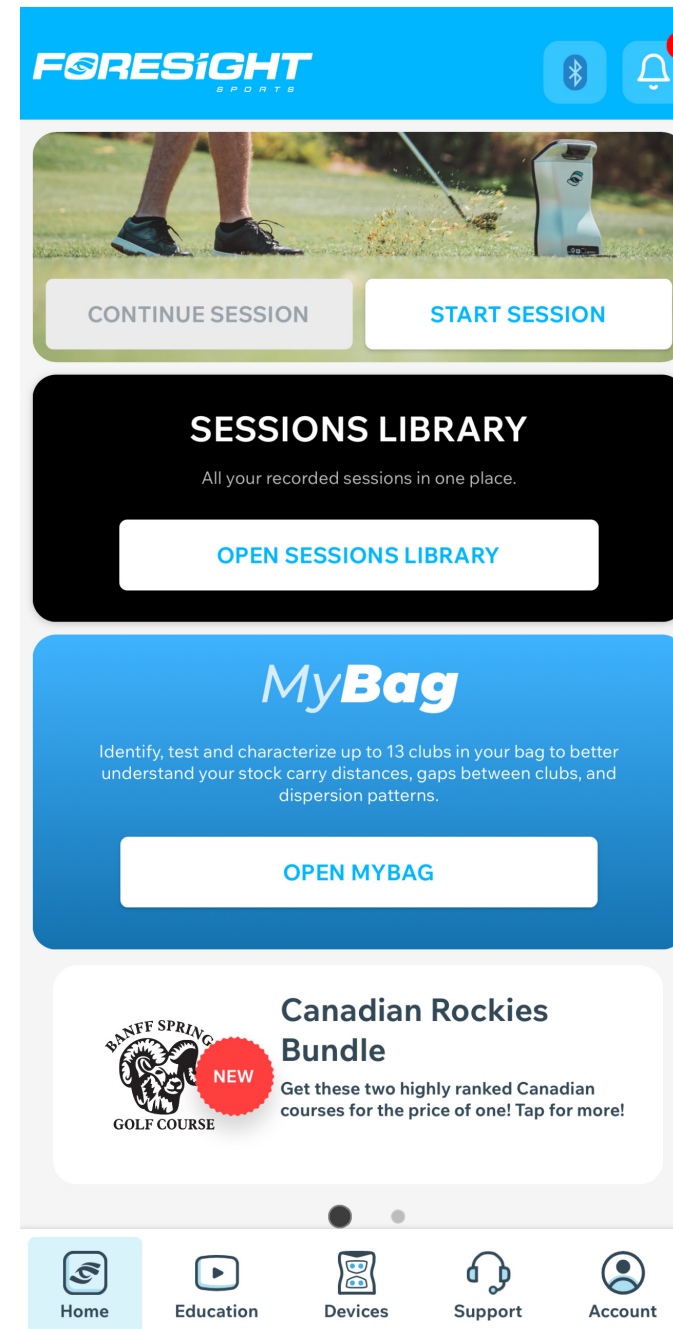 FORESiGHT
SPORTS
CONTINUE SESSION
START SESSION
SESSIONS LIBRARY
All your recorded sessions in one place.
OPEN SESSIONS LIBRARY
MyBag
Identify, test and characterize up to 13 clubs in your bag to better
understand your stock carry distances, gaps between clubs, and
dispersion patterns.
OPEN MYBAG
BANFF SPRING
GOLF COURSE
NEW
Canadian Rockies
Bundle
Get these two highly ranked Canadian
courses for the price of one! Tap for more!
Home
Education
Devices
Support
Account